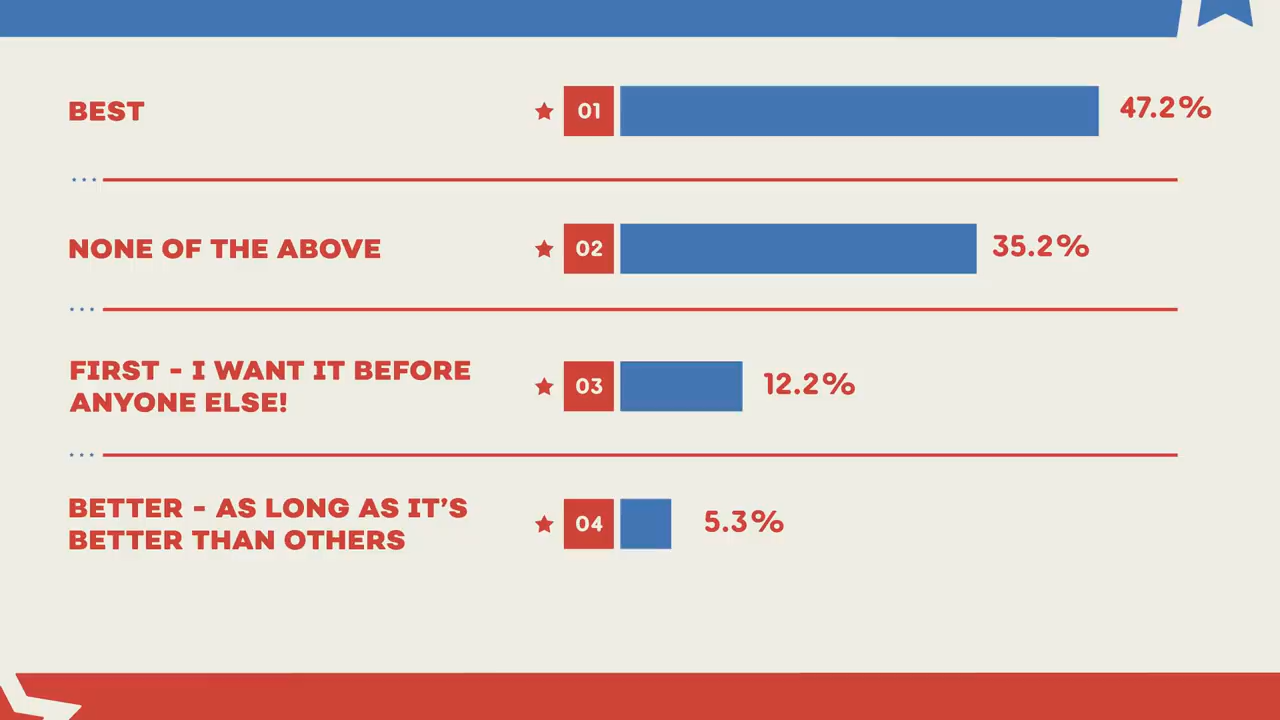 BEST
01
47.2%
NONE OF THE ABOVE
02
35.2%
FIRST - I WANT IT BEFORE
ANYONE ELSE!
03
12.2%
BETTER - AS LONG AS IT'S
BETTER THAN OTHERS
04
5.3%